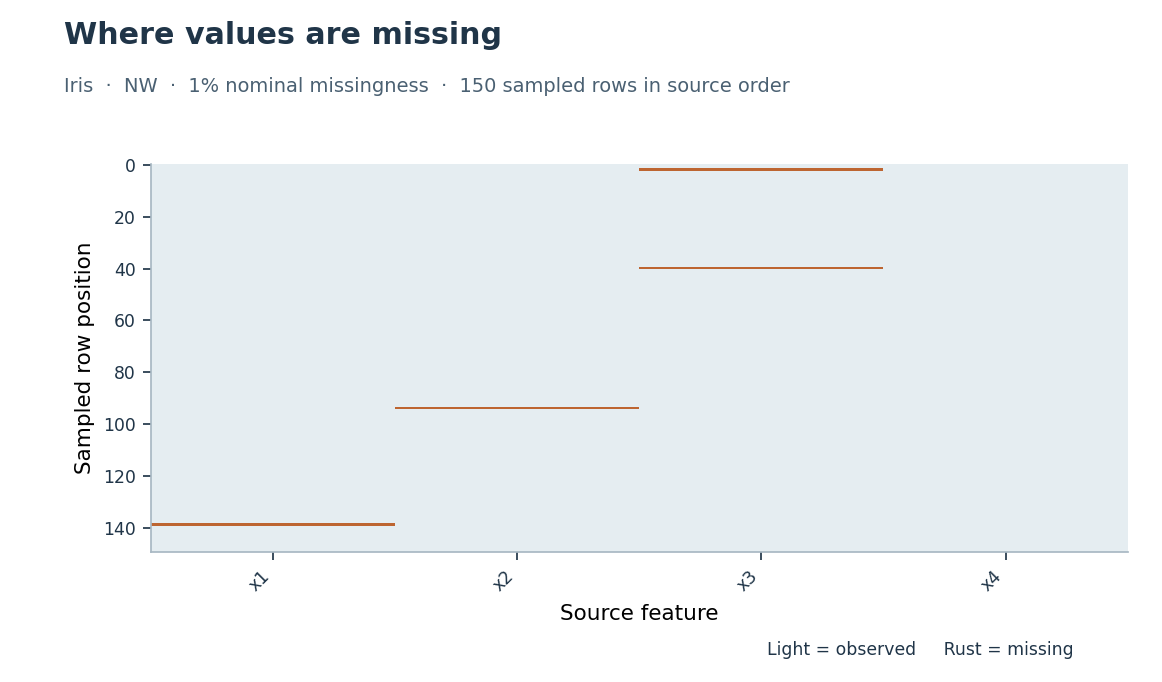 Where values are missing
Iris · NW · 1% nominal missingness · 150 sampled rows in source order
0
20
40
60
80
100
120
140
Sampled row position
x1
x2
x3
x4
Source feature
Light = observed Rust = missing